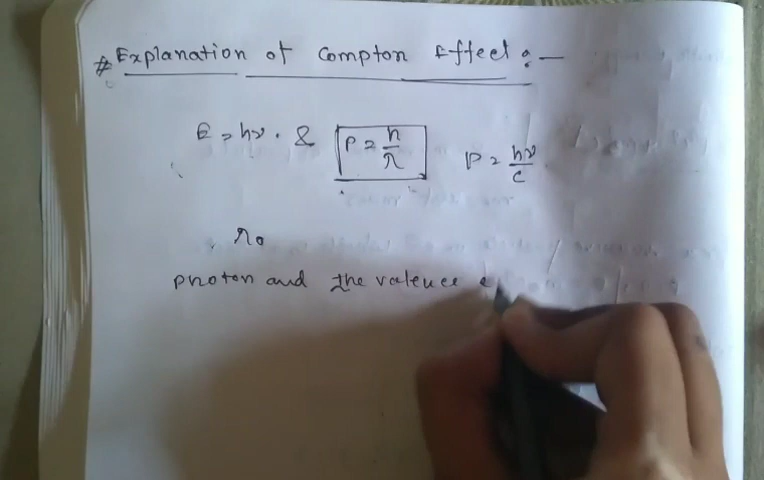 # Explanation of Compton Effect :-
E = hν . & P = h/λ P = hν/c
λ0
photon and the valence e